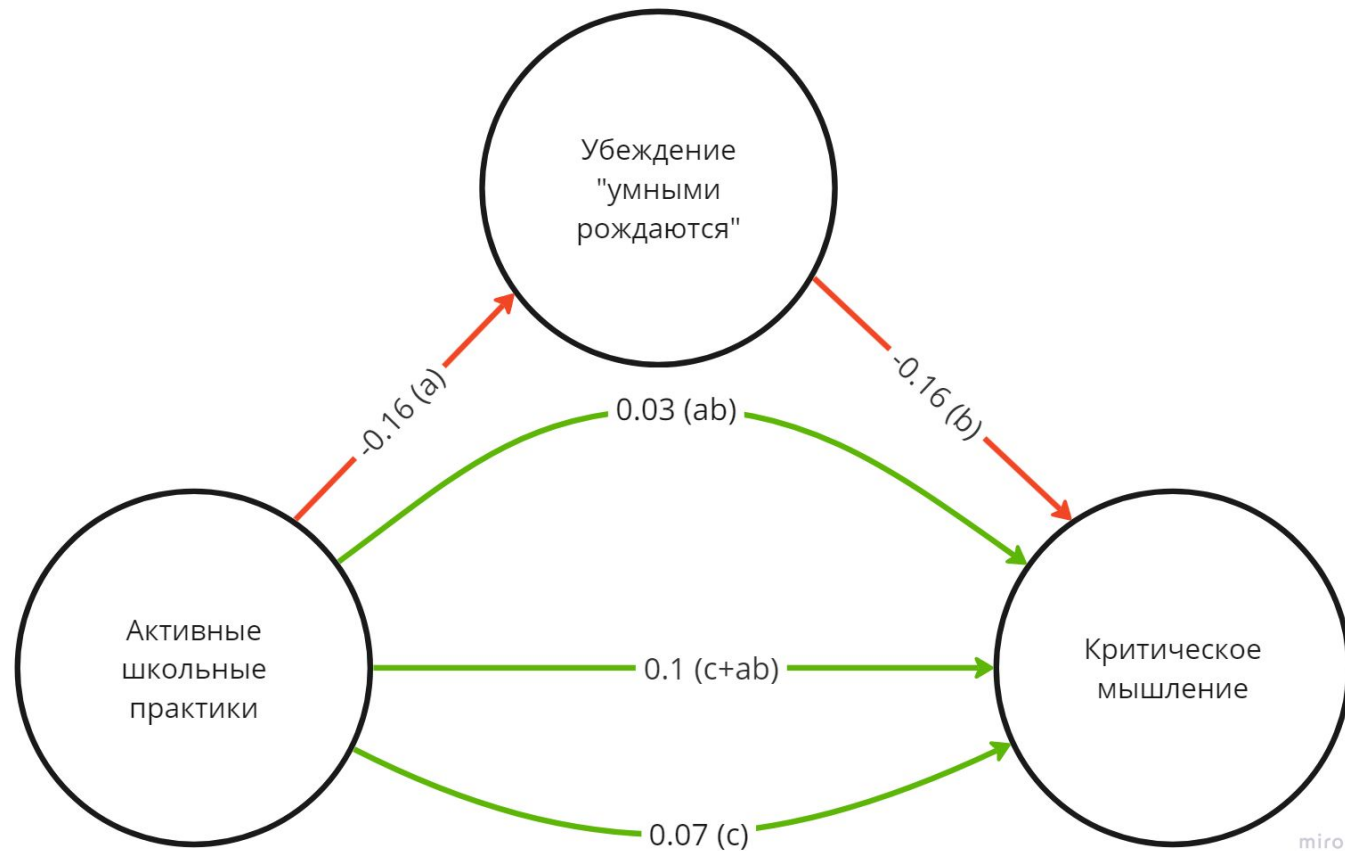 Убеждение
"умными
рождаются"
-0.16 (a)
-0.16 (b)
0.03 (ab)
Активные
школьные
практики
0.1 (c+ab)
Критическое
мышление
0.07 (c)
miro